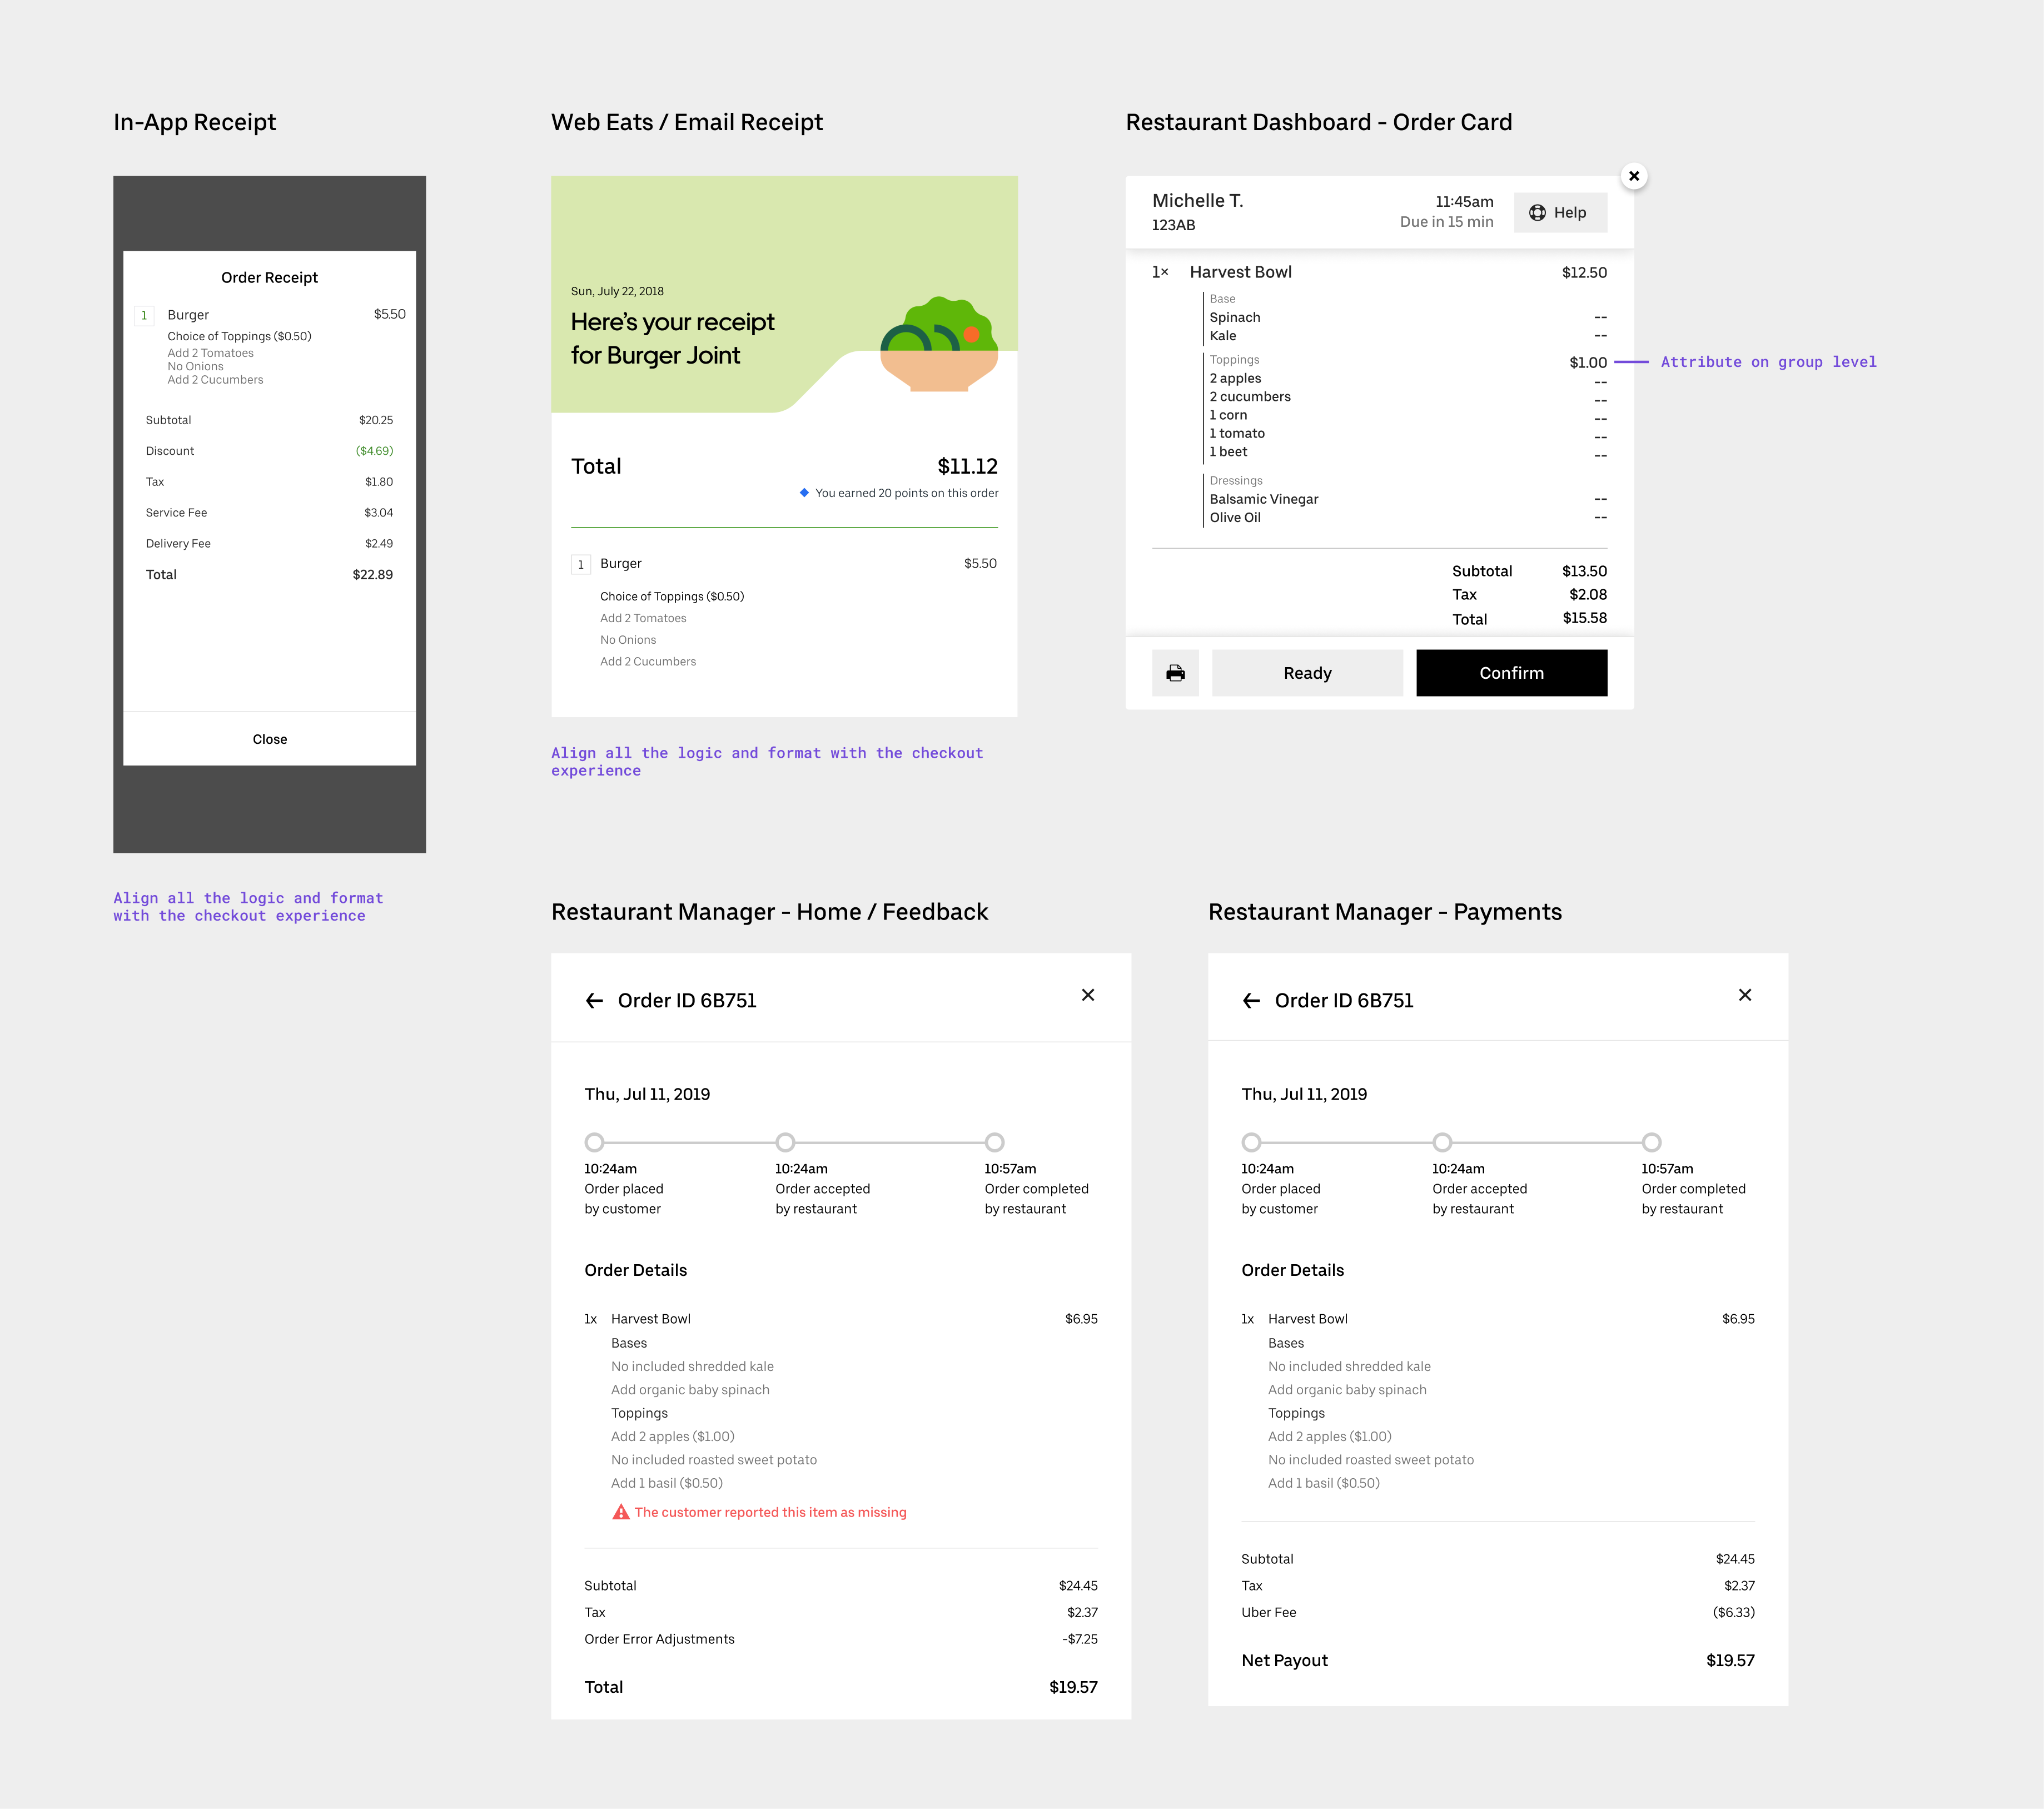 In-App Receipt
Order Receipt
1 Burger $5.50
Choice of Toppings ($0.50)
Add 2 Tomatoes
No Onions
Add 2 Cucumbers
Subtotal $20.25
Discount ($4.69)
Tax $1.80
Service Fee $3.04
Delivery Fee $2.49
Total $22.89
Close
Align all the logic and format
with the checkout experience
Web Eats / Email Receipt
Sun, July 22, 2018
Here's your receipt
for Burger Joint
Total $11.12
You earned 20 points on this order
1 Burger $5.50
Choice of Toppings ($0.50)
Add 2 Tomatoes
No Onions
Add 2 Cucumbers
Align all the logic and format with the checkout
experience
Restaurant Dashboard - Order Card
Michelle T. 11:45am
123AB Due in 15 min
Help
1× Harvest Bowl $12.50
Base
Spinach --
Kale --
Toppings $1.00
Attribute on group level
2 apples --
2 cucumbers --
1 corn --
1 tomato --
1 beet --
Dressings
Balsamic Vinegar --
Olive Oil --
Subtotal $13.50
Tax $2.08
Total $15.58
Ready
Confirm
Restaurant Manager - Home / Feedback
Order ID 6B751
Thu, Jul 11, 2019
10:24am 10:24am 10:57am
Order placed Order accepted Order completed
by customer by restaurant by restaurant
Order Details
1x Harvest Bowl $6.95
Bases
No included shredded kale
Add organic baby spinach
Toppings
Add 2 apples ($1.00)
No included roasted sweet potato
Add 1 basil ($0.50)
The customer reported this item as missing
Subtotal $24.45
Tax $2.37
Order Error Adjustments -$7.25
Total $19.57
Restaurant Manager - Payments
Order ID 6B751
Thu, Jul 11, 2019
10:24am 10:24am 10:57am
Order placed Order accepted Order completed
by customer by restaurant by restaurant
Order Details
1x Harvest Bowl $6.95
Bases
No included shredded kale
Add organic baby spinach
Toppings
Add 2 apples ($1.00)
No included roasted sweet potato
Add 1 basil ($0.50)
Subtotal $24.45
Tax $2.37
Uber Fee ($6.33)
Net Payout $19.57